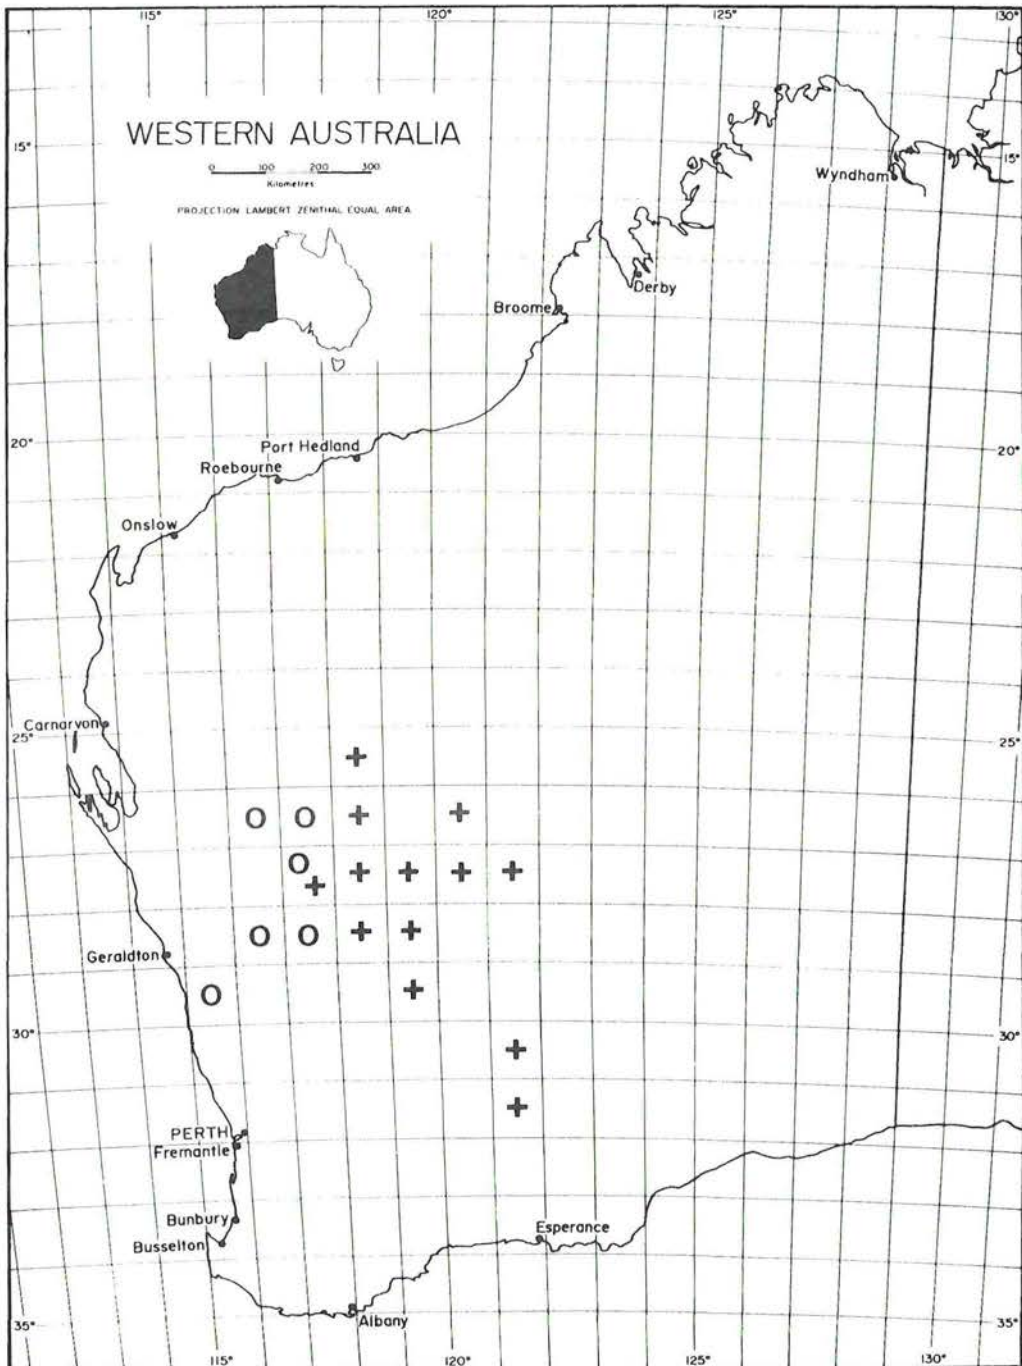 115° 120° 125° 130°
WESTERN AUSTRALIA
0 100 200 300
Kilometres
PROJECTION LAMBERT ZENITHAL EQUAL AREA
15° 15°
Wyndham
Derby
Broome
20° 20°
Port Hedland
Roebourne
Onslow
Carnarvon
25° 25°
Geraldton
30° 30°
PERTH
Fremantle
Bunbury
Busselton
Esperance
Albany
35° 35°
115° 120° 125° 130°